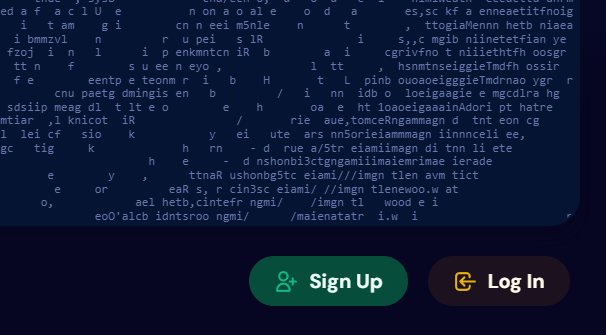 ed a f   a c l U   e          n on a o al e    o  d   a       es,sc kf a a enneaetitfnoig
i   t am   g i        cn n eei m5nle    n      t        ,  ttogiaMennn hetb niaea
i bmmzvl   n        r  u pei   s lR              i     s,,c mgib niinetetfian ye
fzoj  i  n   l      i  p enkmntcn iR  b        a i     cgrivfno t niiiethtfh oosgr
tt n    f        s u ee n eyo ,             l  tt      , hsnmtnseiggieTmdfh ossir
f e        eentp e teonm r  i   b    H       t  L  pinb ouoaoeigggieTmdrnao ygr  r
cnu paetg dmingis en   b         /   i  nn  idb o  loeigaagie e mgcdlra hg
sdsiip meag dl  t lt e o        e   h       oa  e  ht 1oaoeigaaainAdori pt hatre
mtiar  ,l knicot  iR               /       rie  aue,tomceRngammagn d  tnt eon cg
l  lei cf   sio    k           y   ei   ute  ars nn5orieiammmagn iinnnceli ee,
gc   tig     k             h  rn    - d  rue a/5tr eiamiimagn di tnn li ete
h   e      - d nshonbi3ctgngamiiimaiemrimae ierade
e        y    ,      ttnaR ushonbg5tc eiami///imgn tlen avm tict
e     or         eaR s, r cin3sc eiami/ //imgn tlenewoo.w at
o,            ael hetb,cintefr ngmi/    /imgn tl   wood e i
eoO'alcb idntsroo ngmi/      /maienatatr  i.w  i
Sign Up
Log In